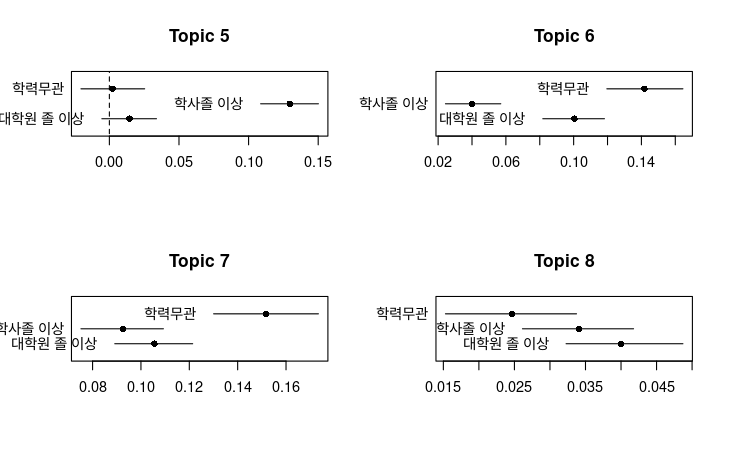 Topic 5
학력무관
학사졸 이상
대학원 졸 이상
0.00 0.05 0.10 0.15
Topic 6
학력무관
학사졸 이상
대학원 졸 이상
0.02 0.06 0.10 0.14
Topic 7
학력무관
학사졸 이상
대학원 졸 이상
0.08 0.10 0.12 0.14 0.16
Topic 8
학력무관
학사졸 이상
대학원 졸 이상
0.015 0.025 0.035 0.045